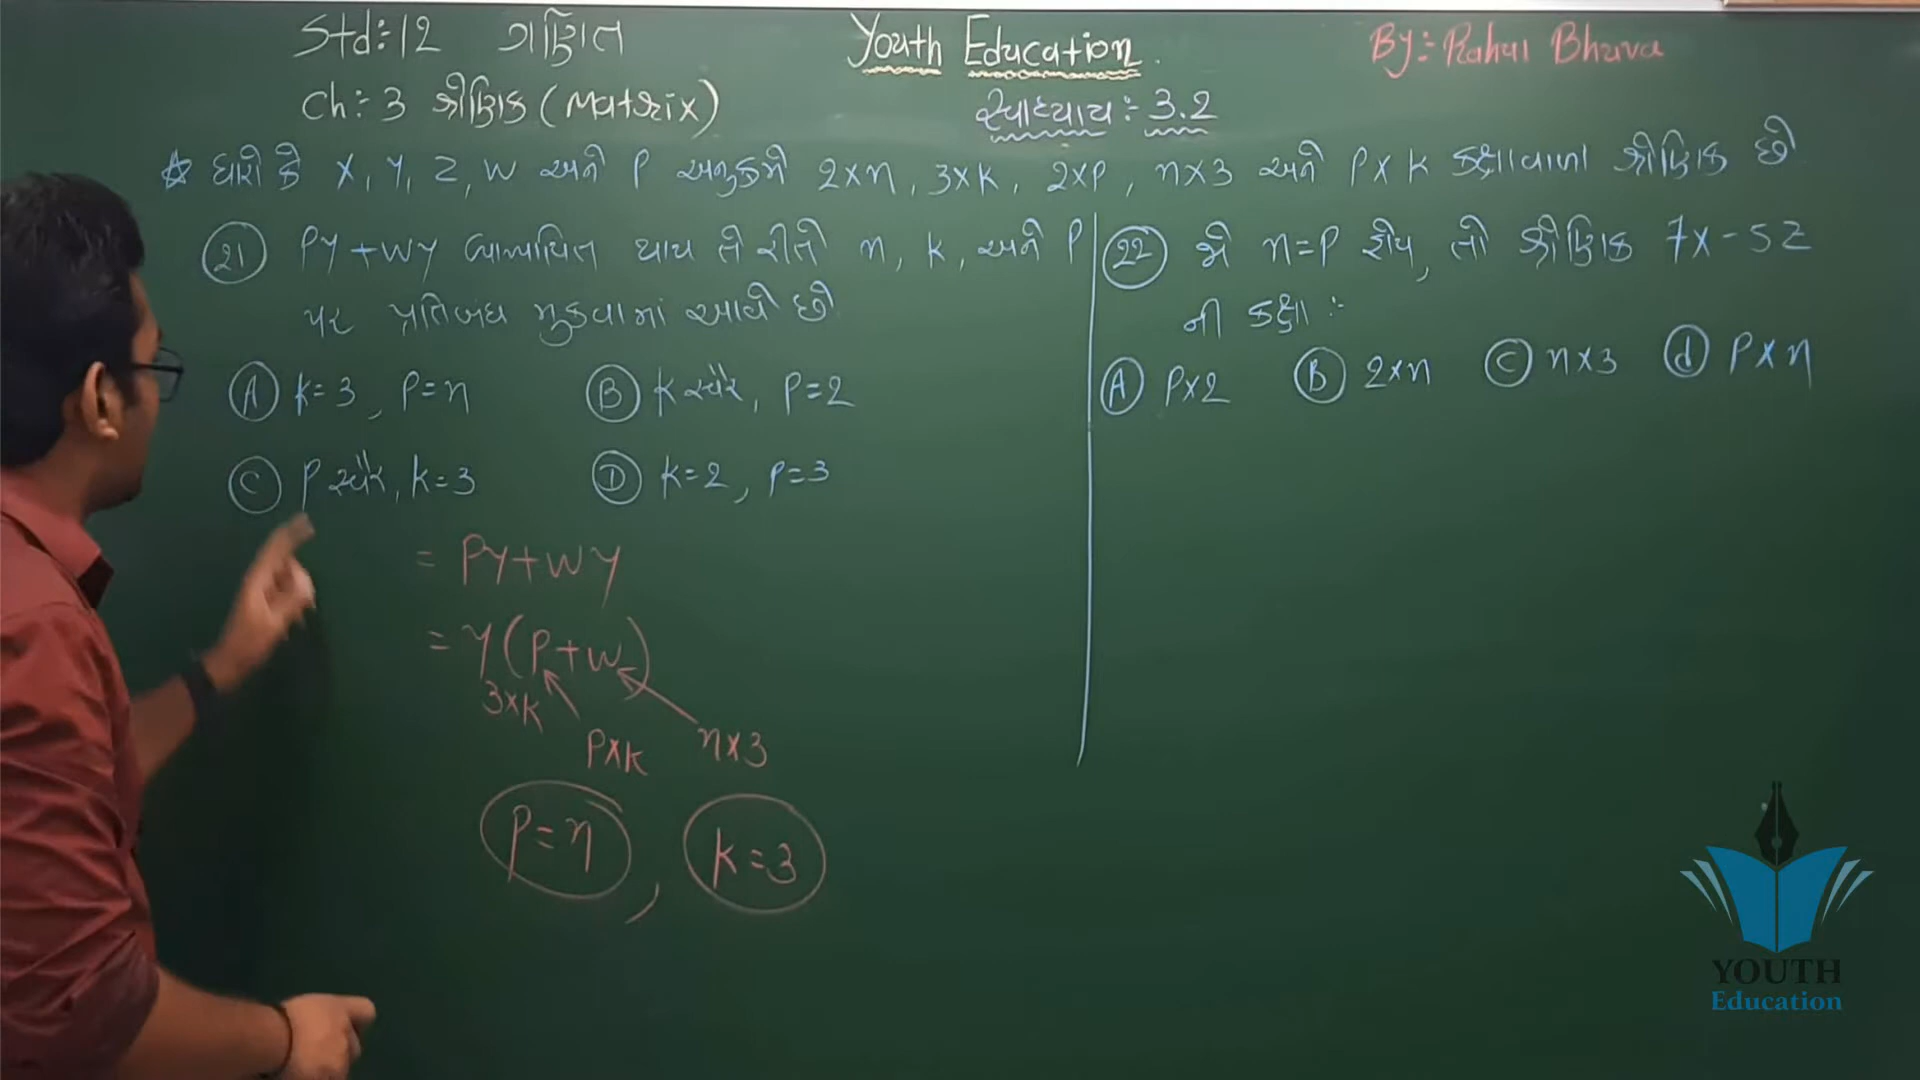 Std:-12 ગણિત
Youth Education.
By:- Rahul Bhuva
Ch:-3 શ્રેણિક (Matrix)
સ્વાધ્યાય:- 3.2
☆ ધારો કે X, Y, Z, W અને P અનુક્રમે 2×n, 3×k, 2×p, n×3 અને p×k કક્ષાવાળા શ્રેણિક છે
(21) PY+WY વ્યાખ્યાયિત થાય તે રીતે n, k, અને P
પર પ્રતિબંધ મુકવામાં આવે છે
(A) k=3, p=n (B) k સ્વૈર, p=2
(C) p સ્વૈર, k=3 (D) k=2, p=3
= PY+WY
= Y(P+W)
3×k
p×k n×3
p=n, k=3
(22) જો n=p હોય, તો શ્રેણિક 7X-5Z
ની કક્ષા:-
(A) p×2 (B) 2×n (C) n×3 (d) p×n
YOUTH
Education